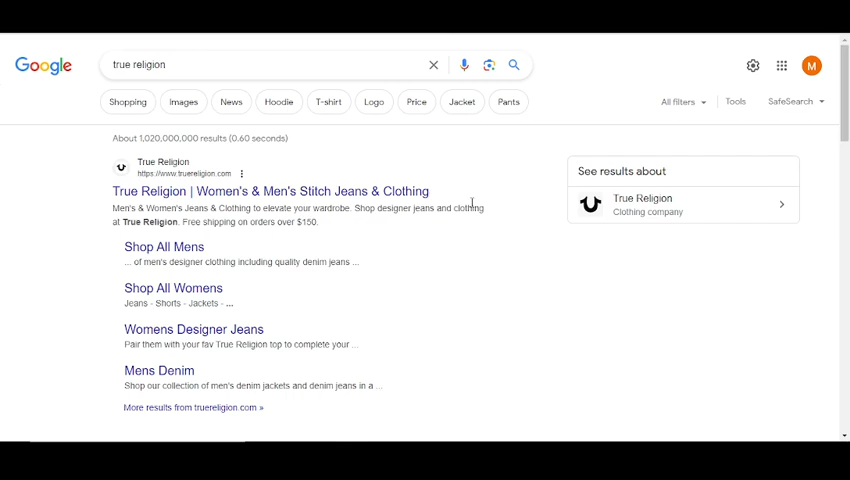 Google
true religion
M
Shopping
Images
News
Hoodie
T-shirt
Logo
Price
Jacket
Pants
All filters
Tools
SafeSearch
About 1,020,000,000 results (0.60 seconds)
True Religion
https://www.truereligion.com
True Religion | Women's & Men's Stitch Jeans & Clothing
Men's & Women's Jeans & Clothing to elevate your wardrobe. Shop designer jeans and clothing
at True Religion. Free shipping on orders over $150.
Shop All Mens
... of men's designer clothing including quality denim jeans ...
Shop All Womens
Jeans - Shorts - Jackets - ...
Womens Designer Jeans
Pair them with your fav True Religion top to complete your ...
Mens Denim
Shop our collection of men's denim jackets and denim jeans in a ...
More results from truereligion.com »
See results about
True Religion
Clothing company